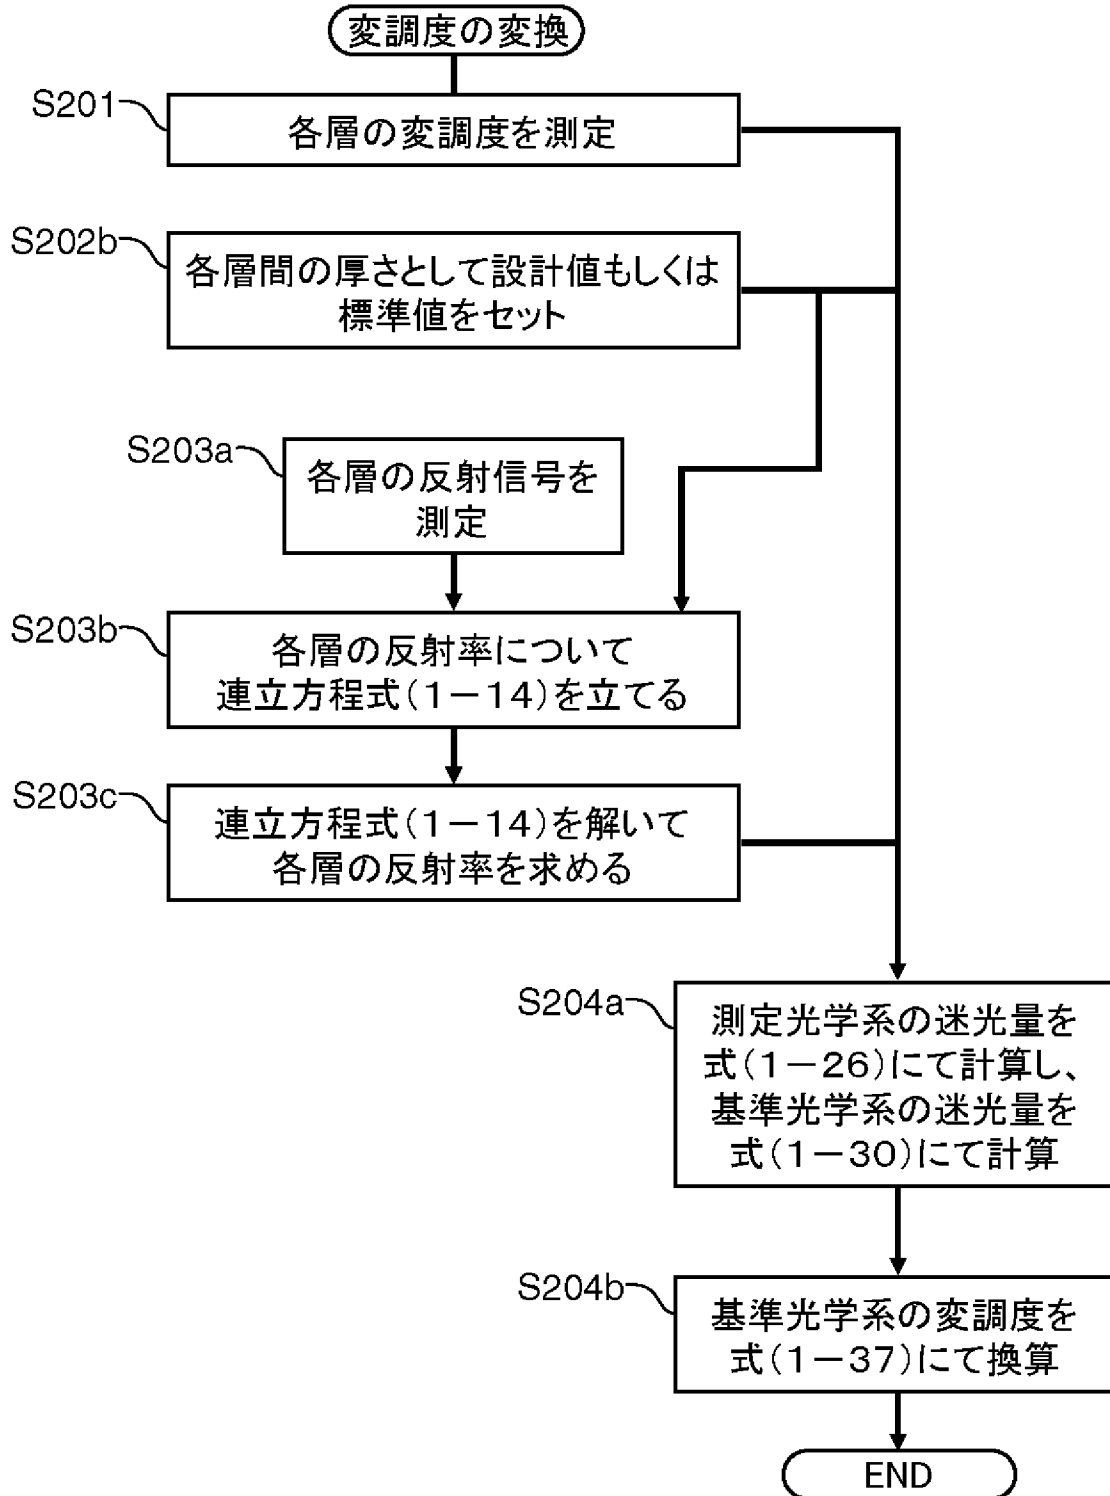 変調度の変換
S201
各層の変調度を測定
S202b
各層間の厚さとして設計値もしくは
標準値をセット
S203a
各層の反射信号を
測定
S203b
各層の反射率について
連立方程式(1－14)を立てる
S203c
連立方程式(1－14)を解いて
各層の反射率を求める
S204a
測定光学系の迷光量を
式(1－26)にて計算し、
基準光学系の迷光量を
式(1－30)にて計算
S204b
基準光学系の変調度を
式(1－37)にて換算
END